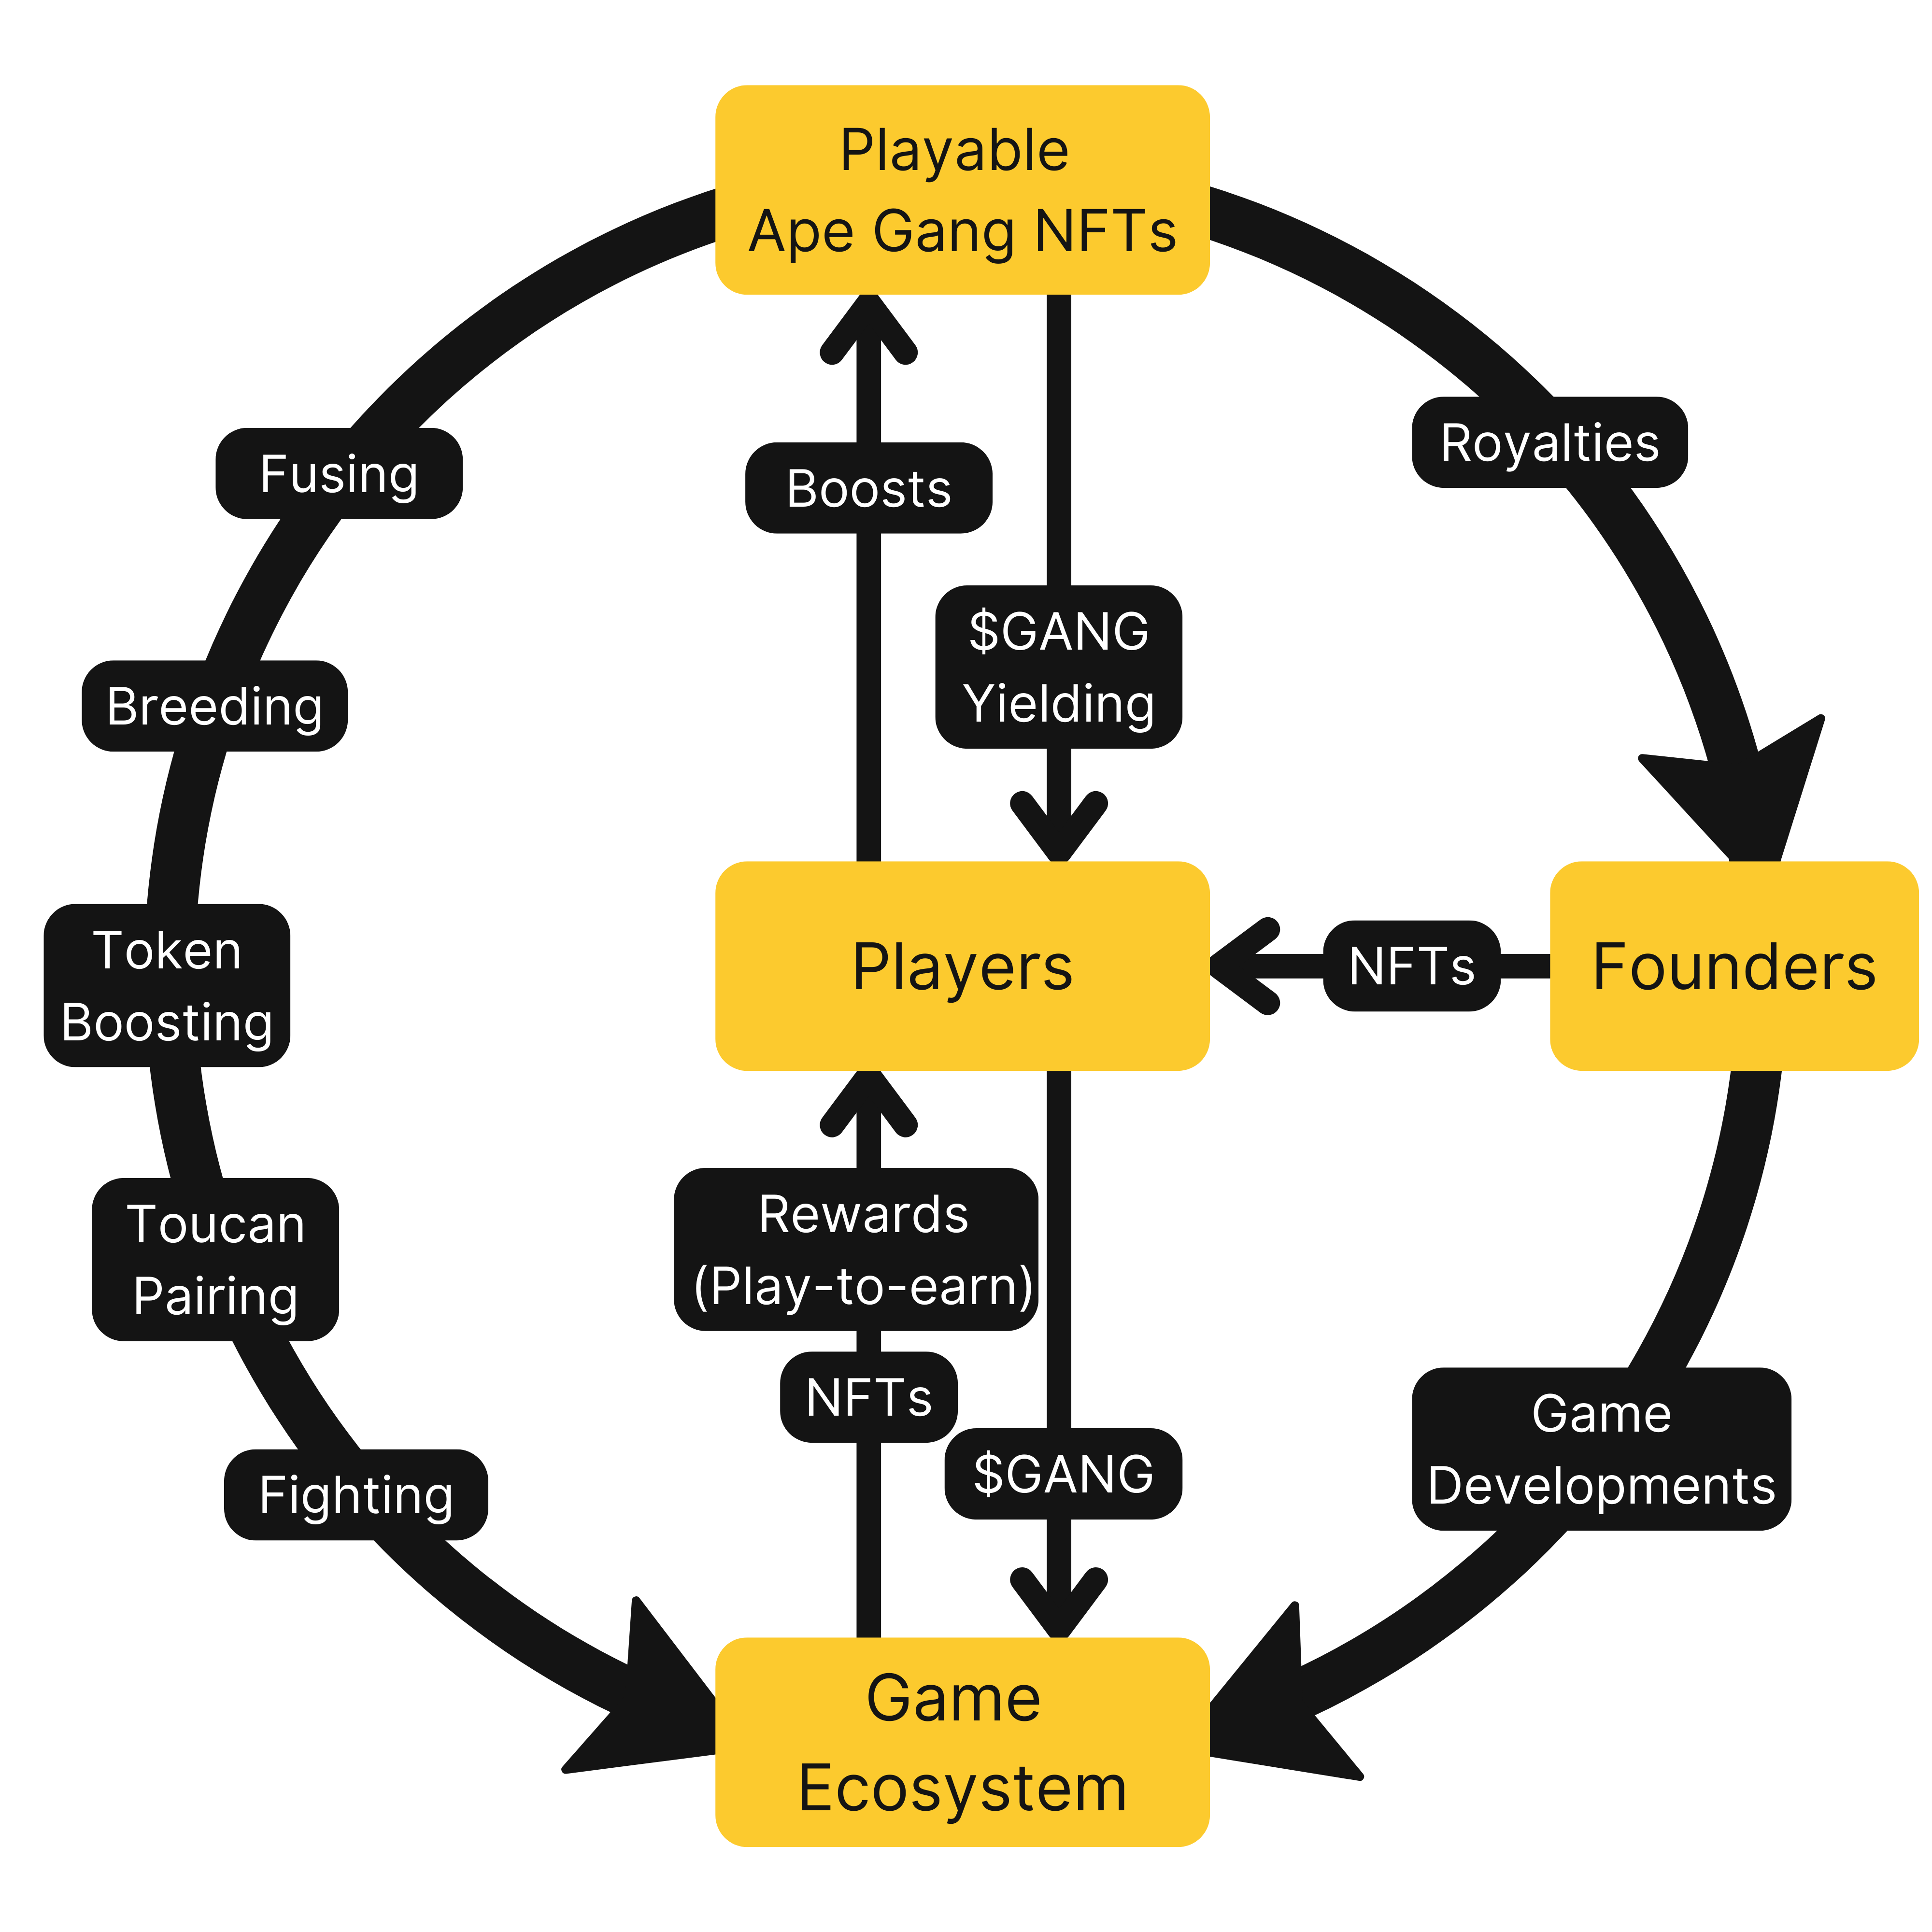 Playable
Ape Gang NFTs
Royalties
Fusing
Boosts
$GANG
Yielding
Breeding
Token
Boosting
Players
NFTs
Founders
Toucan
Pairing
Rewards
(Play-to-earn)
NFTs
$GANG
Game
Developments
Fighting
Game
Ecosystem